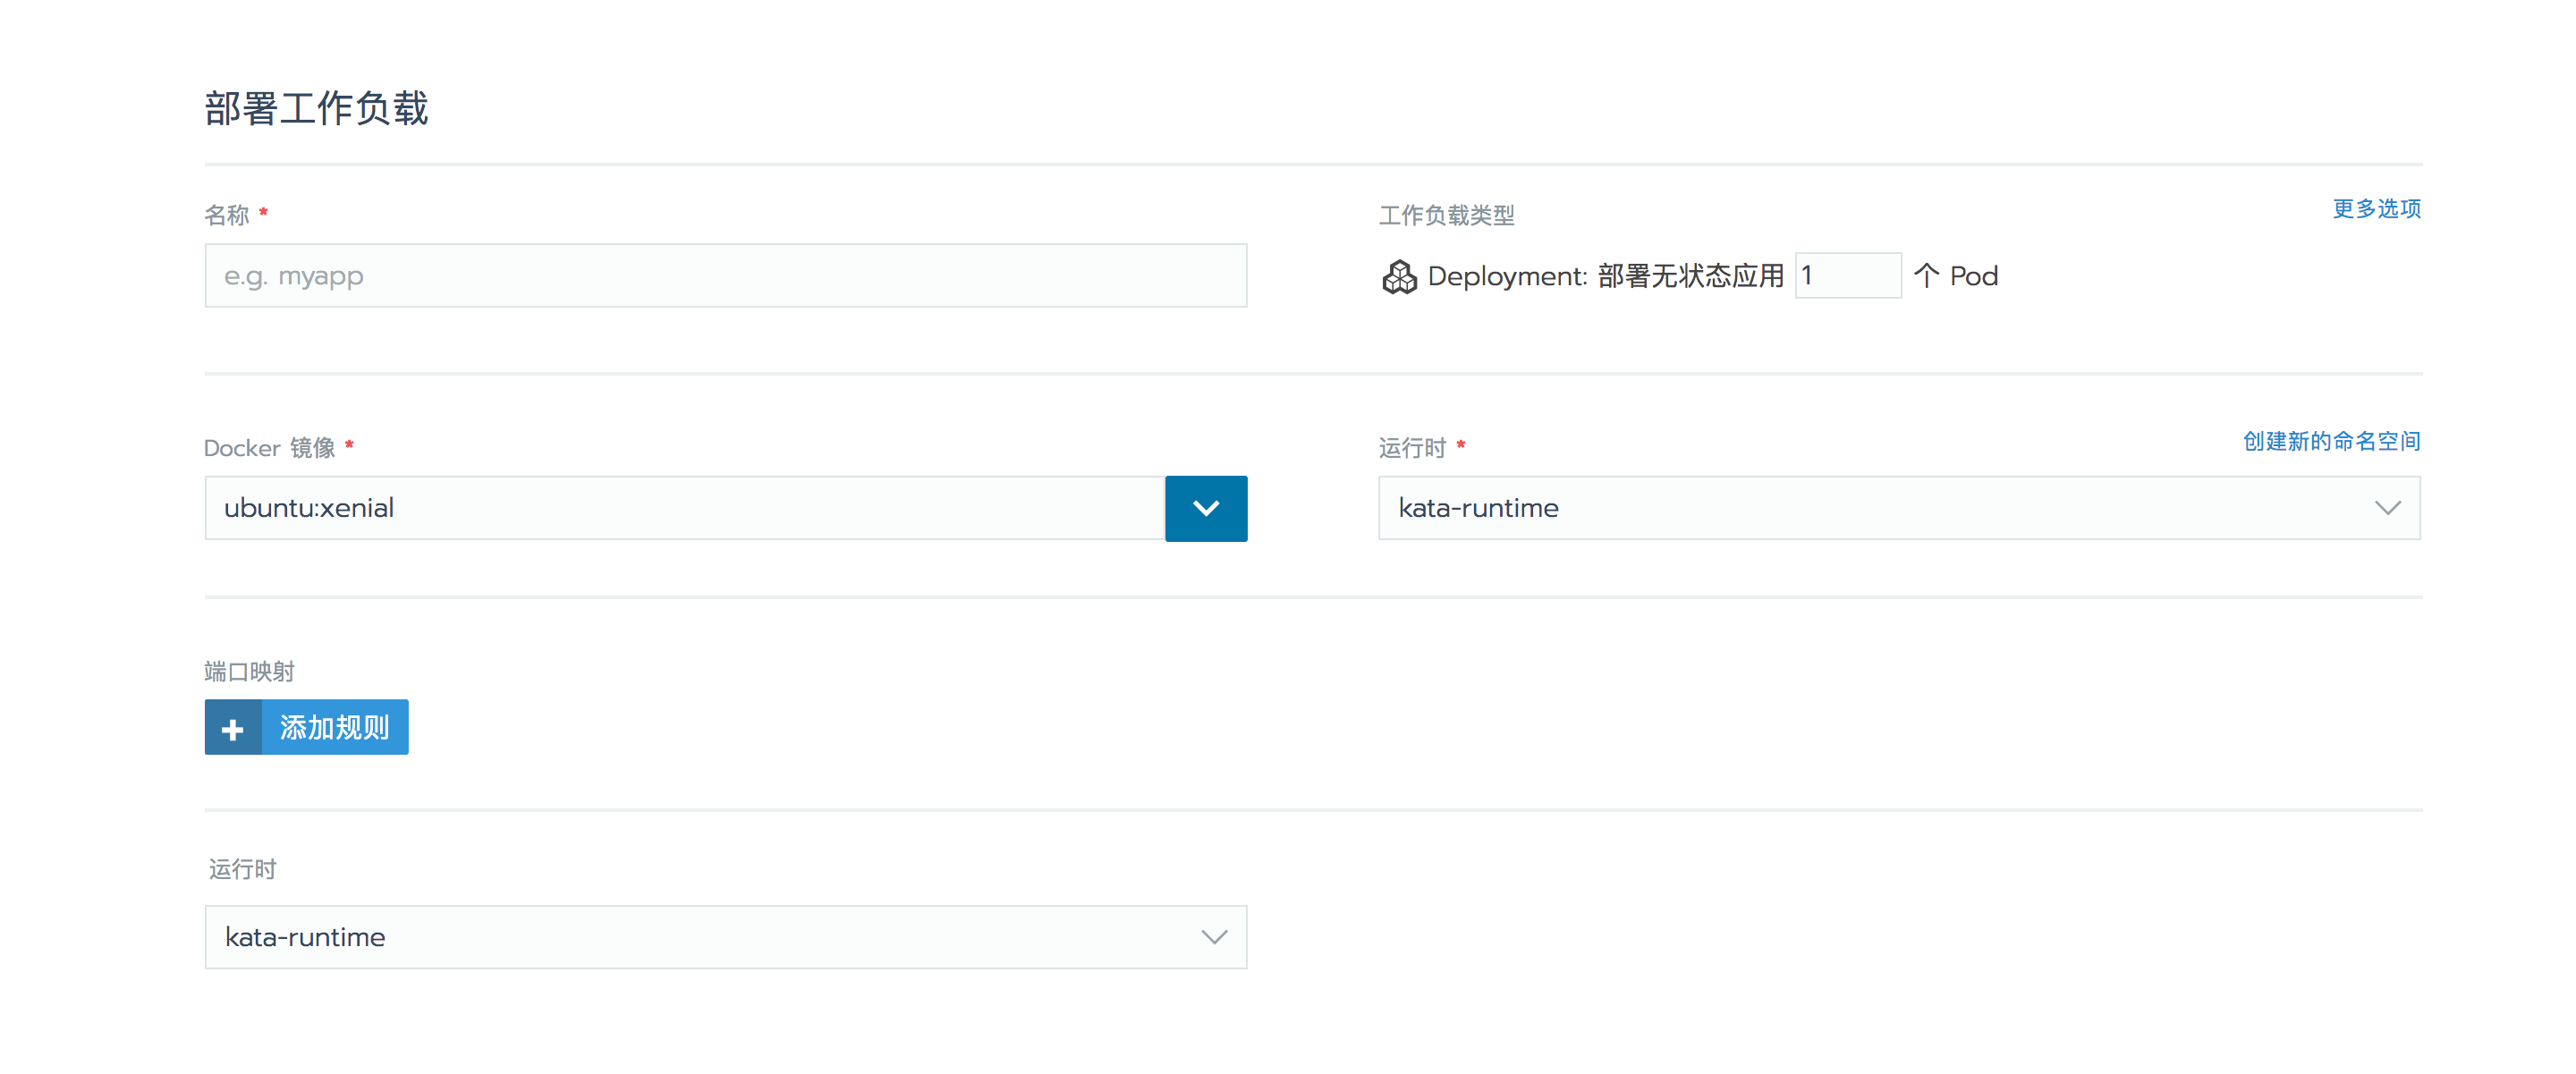 部署工作负载
名称 *
工作负载类型
更多选项
e.g. myapp
Deployment: 部署无状态应用 1 个 Pod
Docker 镜像 *
运行时 *
创建新的命名空间
ubuntu:xenial
kata-runtime
端口映射
添加规则
运行时
kata-runtime